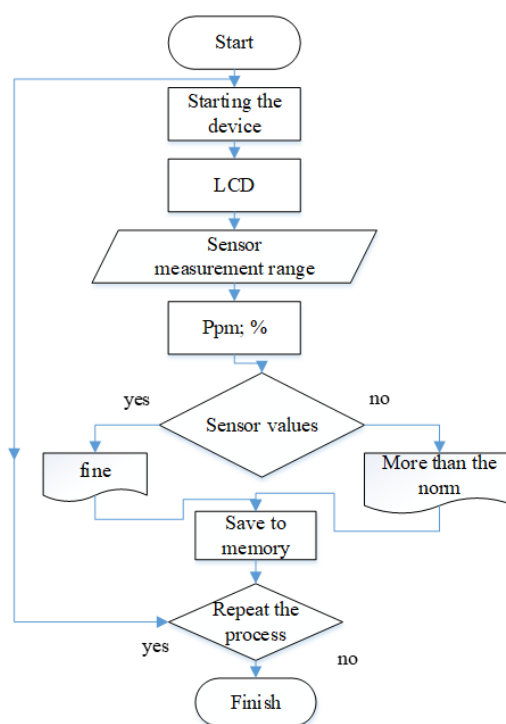 Start
Starting the
device
LCD
Sensor
measurement range
Ppm; %
yes
no
Sensor values
fine
More than the
norm
Save to
memory
Repeat the
process
yes
no
Finish